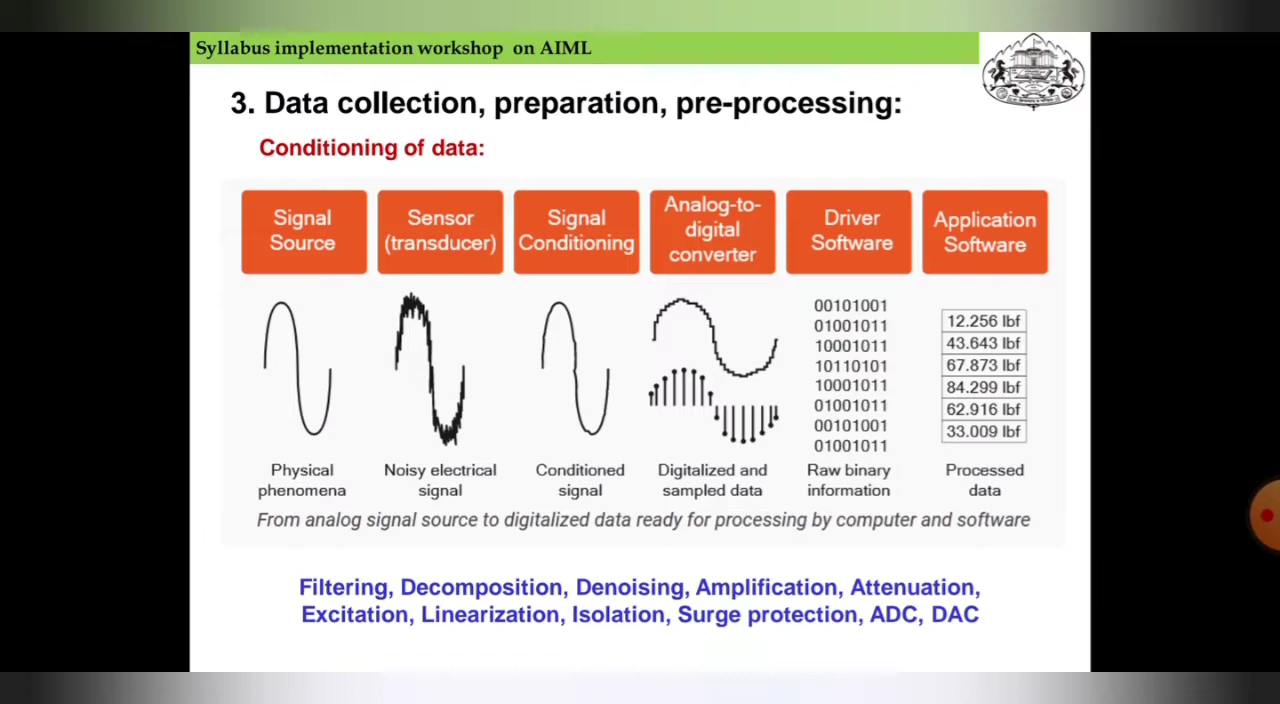 Syllabus implementation workshop on AIML
3. Data collection, preparation, pre-processing:
Conditioning of data:
Signal
Source
Sensor
(transducer)
Signal
Conditioning
Analog-to-
digital
converter
Driver
Software
Application
Software
00101001
01001011
10001011
10110101
10001011
01001011
00101001
01001011
12.256 lbf
43.643 lbf
67.873 lbf
84.299 lbf
62.916 lbf
33.009 lbf
Physical
phenomena
Noisy electrical
signal
Conditioned
signal
Digitalized and
sampled data
Raw binary
information
Processed
data
From analog signal source to digitalized data ready for processing by computer and software
Filtering, Decomposition, Denoising, Amplification, Attenuation,
Excitation, Linearization, Isolation, Surge protection, ADC, DAC